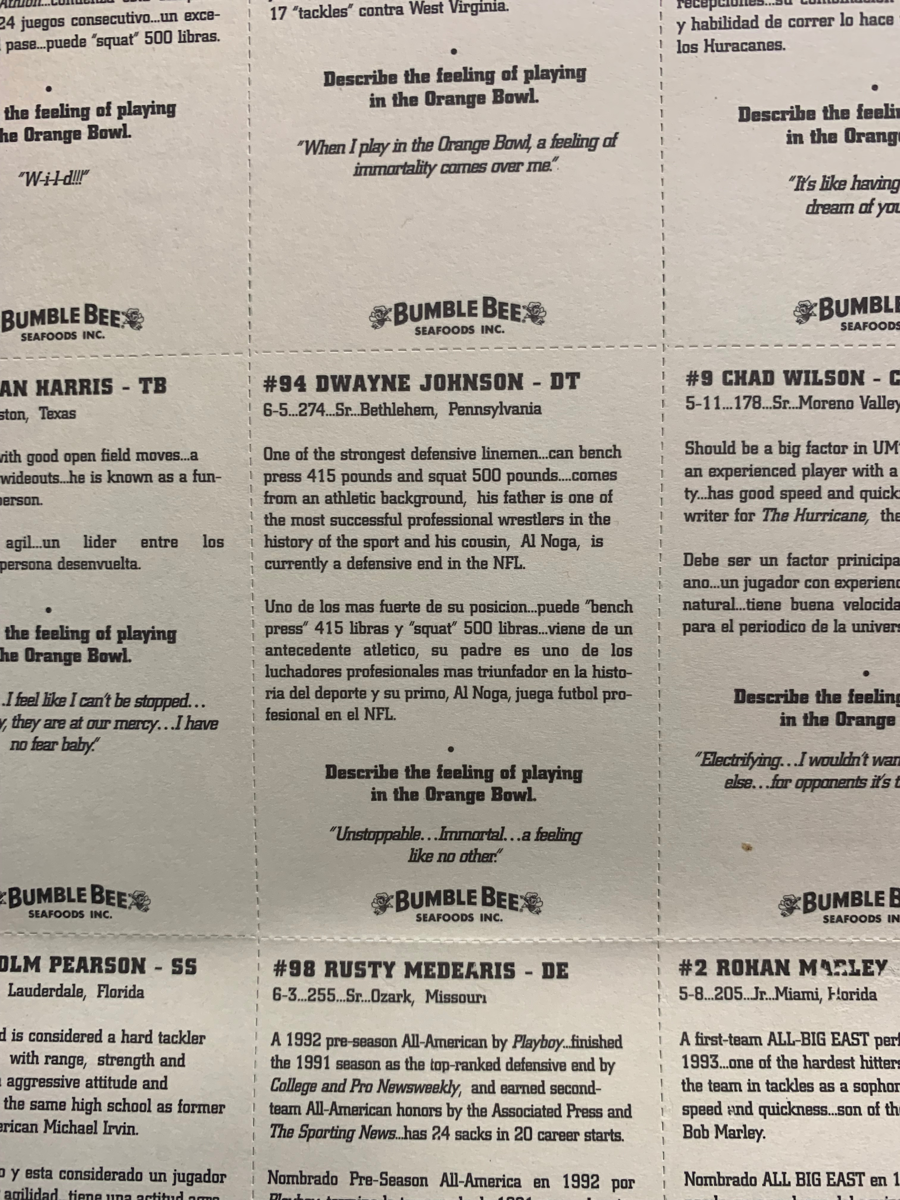 24 juegos consecutivo...un exce-
pase...puede "squat" 500 libras.
•
the feeling of playing
he Orange Bowl.
"W-i-l-d!!!"
BUMBLE BEE
SEAFOODS INC.
17 "tackles" contra West Virginia.
•
Describe the feeling of playing
in the Orange Bowl.
"When I play in the Orange Bowl, a feeling of
immortality comes over me."
BUMBLE BEE
SEAFOODS INC.
y habilidad de correr lo hace
los Huracanes.
•
Describe the feelin
in the Orang
"It's like having
dream of you
BUMBLE
SEAFOODS
AN HARRIS - TB
ston, Texas
with good open field moves...a
wideouts...he is known as a fun-
person.
agil...un lider entre los
persona desenvuelta.
•
the feeling of playing
he Orange Bowl.
..I feel like I can't be stopped...
y, they are at our mercy...I have
no fear baby."
BUMBLE BEE
SEAFOODS INC.
#94 DWAYNE JOHNSON - DT
6-5...274...Sr...Bethlehem, Pennsylvania
One of the strongest defensive linemen...can bench
press 415 pounds and squat 500 pounds....comes
from an athletic background, his father is one of
the most successful professional wrestlers in the
history of the sport and his cousin, Al Noga, is
currently a defensive end in the NFL.
Uno de los mas fuerte de su posicion...puede "bench
press" 415 libras y "squat" 500 libras...viene de un
antecedente atletico, su padre es uno de los
luchadores profesionales mas triunfador en la histo-
ria del deporte y su primo, Al Noga, juega futbol pro-
fesional en el NFL.
•
Describe the feeling of playing
in the Orange Bowl.
"Unstoppable...Immortal...a feeling
like no other."
BUMBLE BEE
SEAFOODS INC.
#9 CHAD WILSON - C
5-11...178...Sr...Moreno Valley
Should be a big factor in UM'
an experienced player with a
ty...has good speed and quick
writer for The Hurricane, the
Debe ser un factor prinicipa
ano...un jugador con experienc
natural...tiene buena velocida
para el periodico de la univers
•
Describe the feeling
in the Orange
"Electrifying...I wouldn't wan
else...for opponents it's t
BUMBLE B
SEAFOODS IN
OLM PEARSON - SS
Lauderdale, Florida
d is considered a hard tackler
with range, strength and
aggressive attitude and
the same high school as former
erican Michael Irvin.
o y esta considerado un jugador
agilidad, tiene una actitud agre-
#98 RUSTY MEDEARIS - DE
6-3...255...Sr...Ozark, Missouri
A 1992 pre-season All-American by Playboy...finished
the 1991 season as the top-ranked defensive end by
College and Pro Newsweekly, and earned second-
team All-American honors by the Associated Press and
The Sporting News...has 24 sacks in 20 career starts.
Nombrado Pre-Season All-America en 1992 por
#2 ROHAN MARLEY
5-8...205...Jr...Miami, Florida
A first-team ALL-BIG EAST perf
1993...one of the hardest hitters
the team in tackles as a sophor
speed and quickness...son of th
Bob Marley.
Nombrado ALL BIG EAST en 1